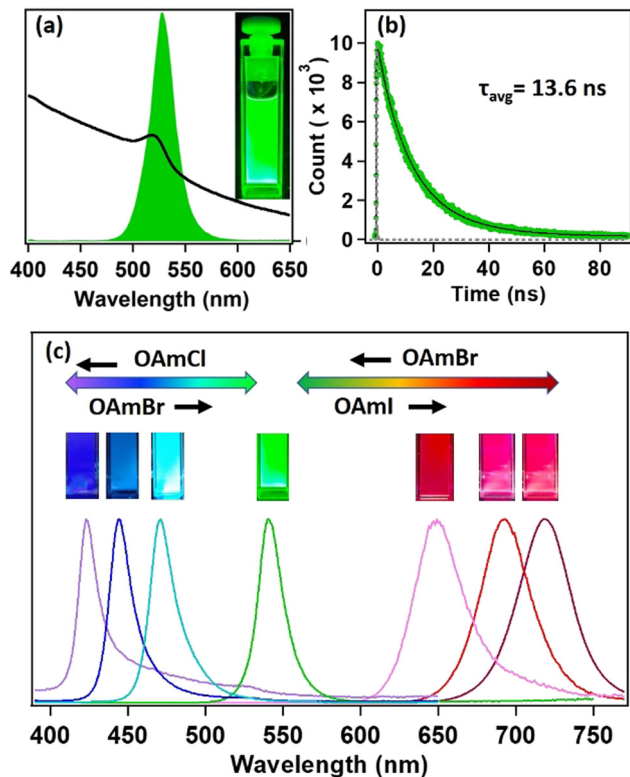 (a)
400 450 500 550 600 650
Wavelength (nm)
(b)
τavg= 13.6 ns
Count ( x 10³)
10
8
6
4
2
0
0 20 40 60 80
Time (ns)
(c)
OAmCl
OAmBr
OAmBr
OAmI
400 450 500 550 600 650 700 750
Wavelength (nm)